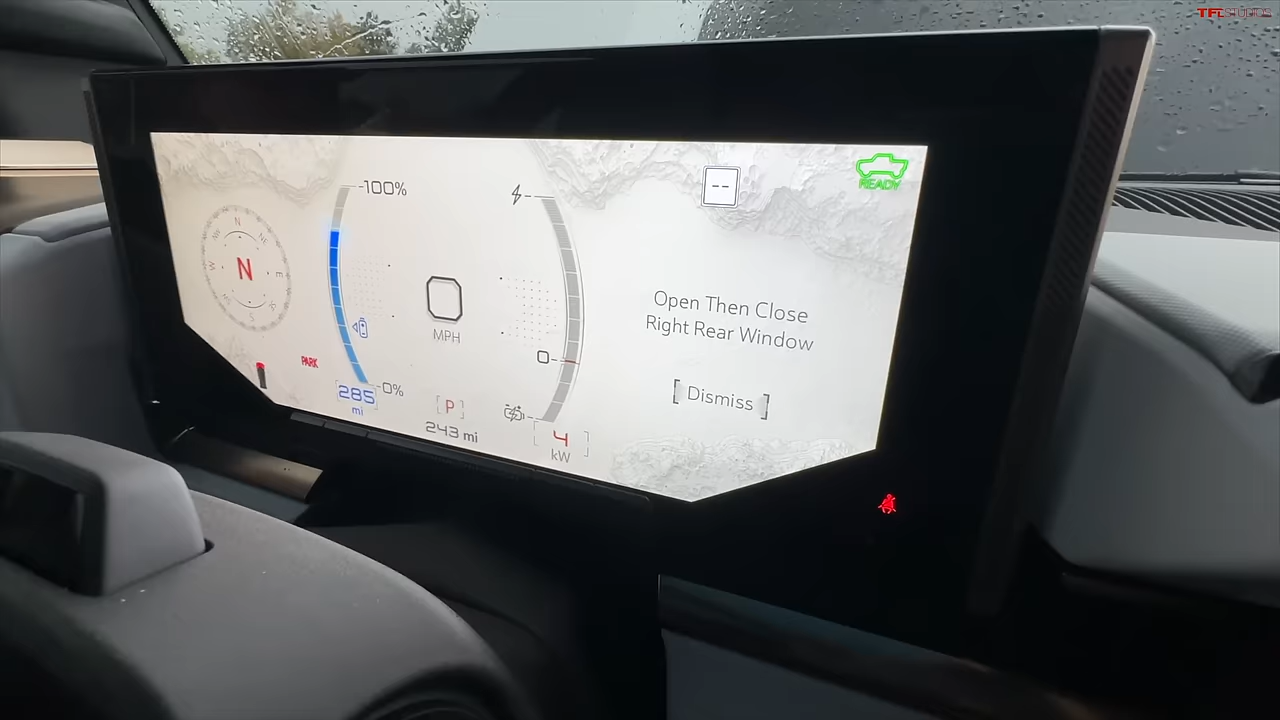 TFLSTUDIOS
READY
--
100%
N
N
E
S
W
0
MPH
Open Then Close
Right Rear Window
[ Dismiss ]
0
PARK
0%
285
mi
[P]
243 mi
4
kW